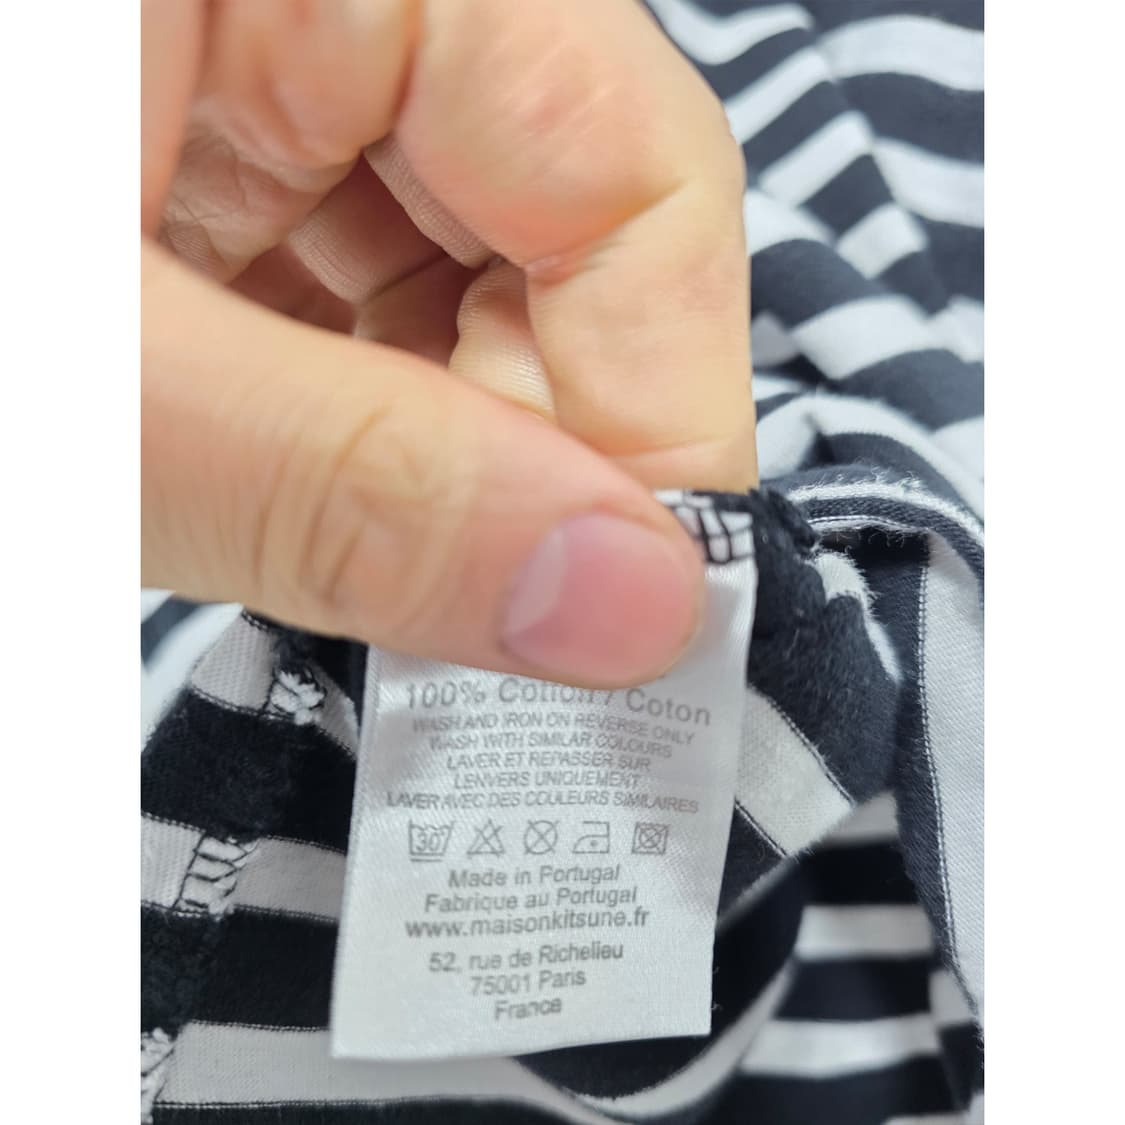 100% Cotton / Coton
WASH AND IRON ON REVERSE ONLY
WASH WITH SIMILAR COLOURS
LAVER ET REPASSER SUR
LENVERS UNIQUEMENT
LAVER AVEC DES COULEURS SIMILAIRES
30°
Made in Portugal
Fabrique au Portugal
www.maisonkitsune.fr
52, rue de Richelieu
75001 Paris
France